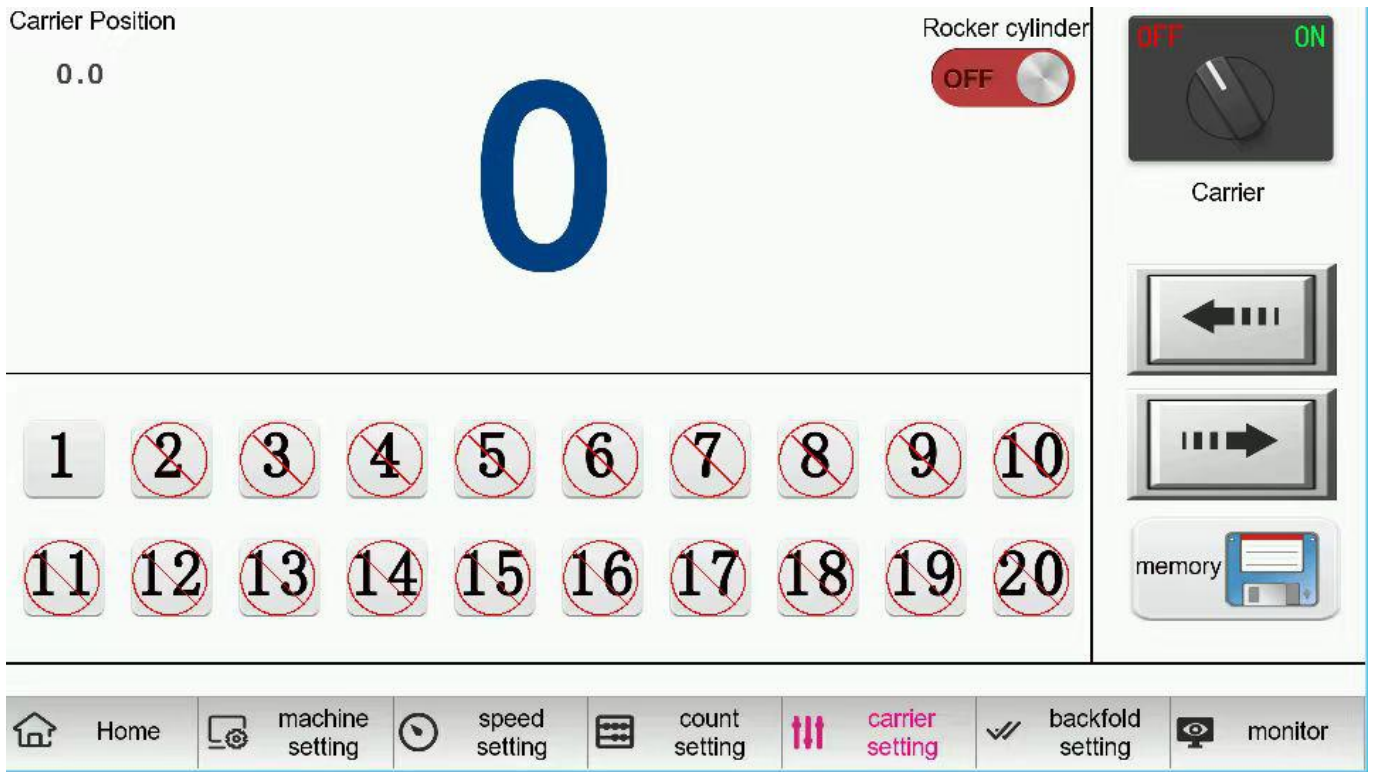 Carrier Position
Rocker cylinder
OFF ON
0.0
OFF
0
Carrier
1 2 3 4 5 6 7 8 9 10
11 12 13 14 15 16 17 18 19 20
memory
Home
machine
setting
speed
setting
count
setting
carrier
setting
backfold
setting
monitor